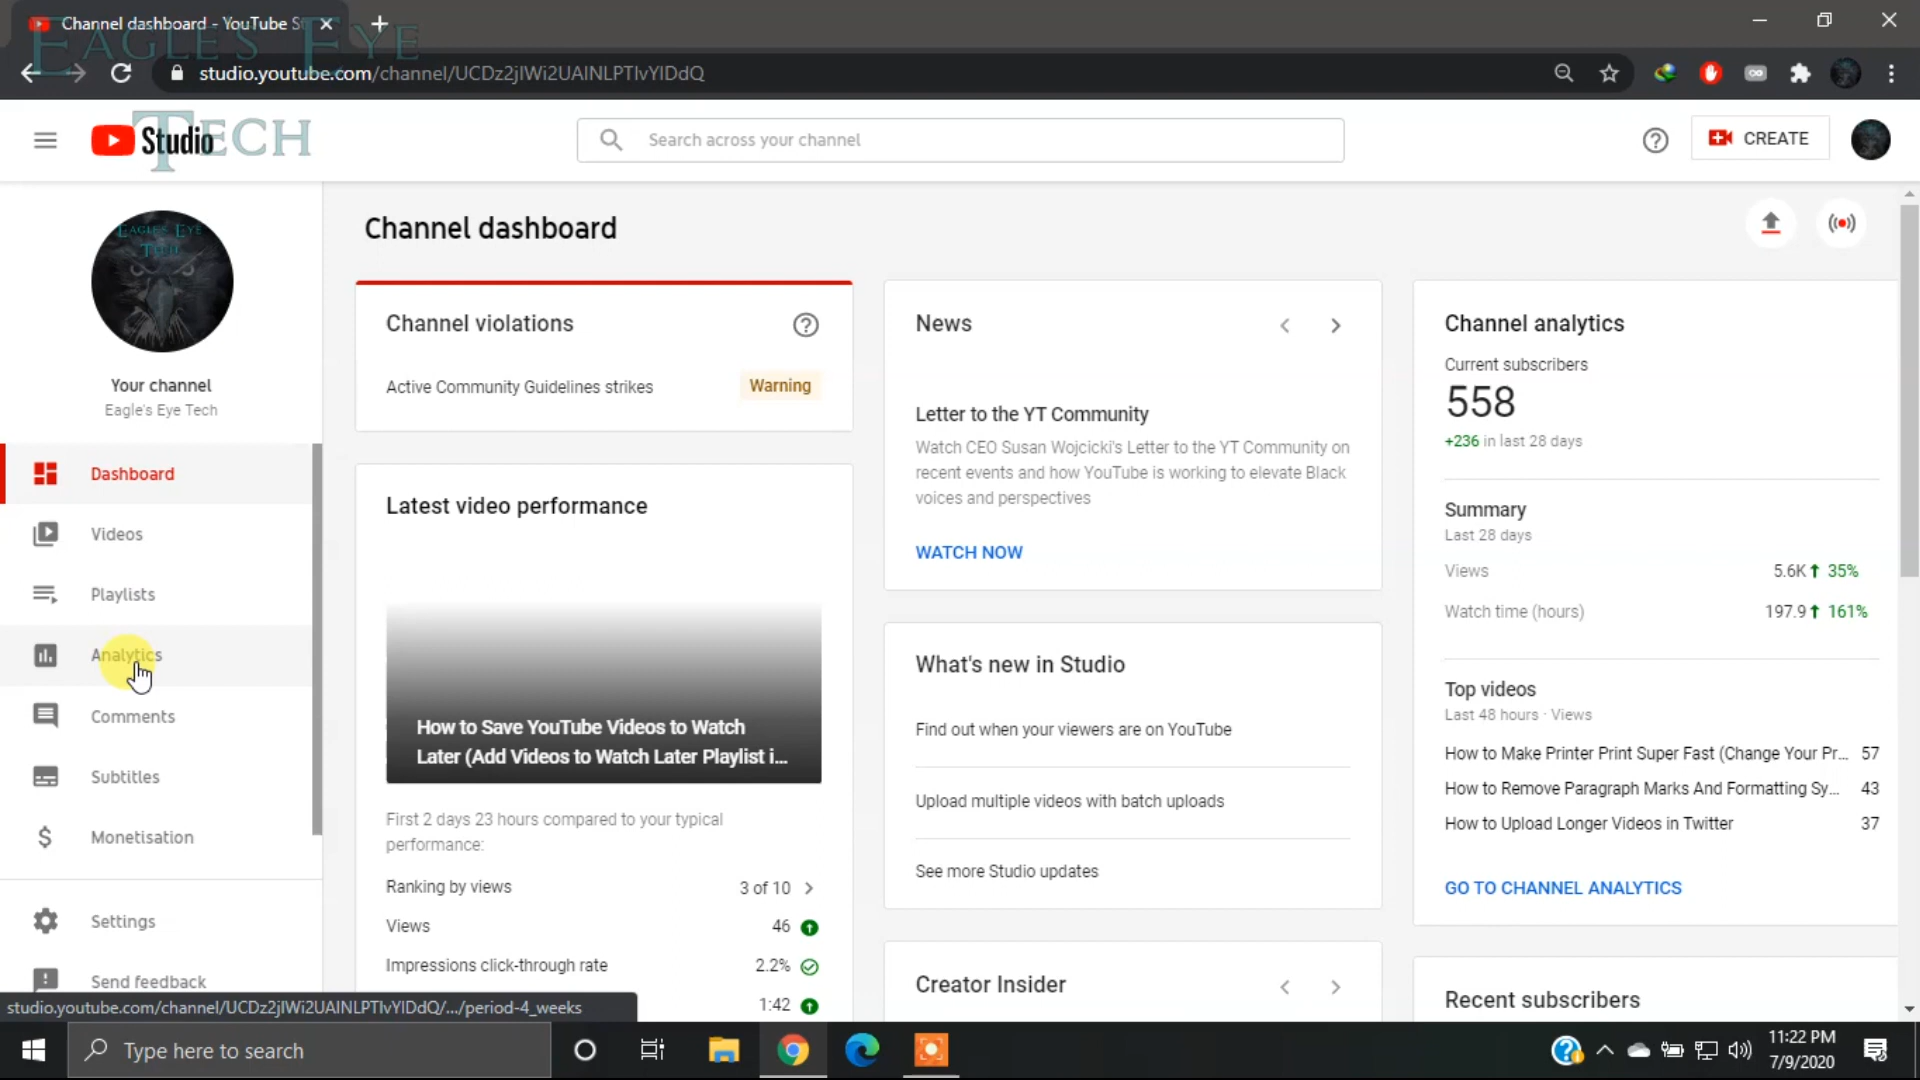 Channel dashboard - YouTube St
EAGLE'S EYE
TECH
studio.youtube.com/channel/UCDz2jIWi2UAINLPTIvYIDdQ
Studio
Search across your channel
CREATE
EAGLE'S EYE
TECH
Your channel
Eagle's Eye Tech
Dashboard
Videos
Playlists
Analytics
Comments
Subtitles
Monetisation
Settings
Send feedback
studio.youtube.com/channel/UCDz2jIWi2UAINLPTIvYIDdQ/.../period-4_weeks
Channel dashboard
Channel violations
Active Community Guidelines strikes Warning
Latest video performance
How to Save YouTube Videos to Watch
Later (Add Videos to Watch Later Playlist i...
First 2 days 23 hours compared to your typical
performance:
Ranking by views 3 of 10
Views 46
Impressions click-through rate 2.2%
1:42
News
Letter to the YT Community
Watch CEO Susan Wojcicki's Letter to the YT Community on
recent events and how YouTube is working to elevate Black
voices and perspectives
WATCH NOW
What's new in Studio
Find out when your viewers are on YouTube
Upload multiple videos with batch uploads
See more Studio updates
Creator Insider
Channel analytics
Current subscribers
558
+236 in last 28 days
Summary
Last 28 days
Views 5.6K 35%
Watch time (hours) 197.9 161%
Top videos
Last 48 hours · Views
How to Make Printer Print Super Fast (Change Your Pr... 57
How to Remove Paragraph Marks And Formatting Sy... 43
How to Upload Longer Videos in Twitter 37
GO TO CHANNEL ANALYTICS
Recent subscribers
Type here to search
11:22 PM
7/9/2020